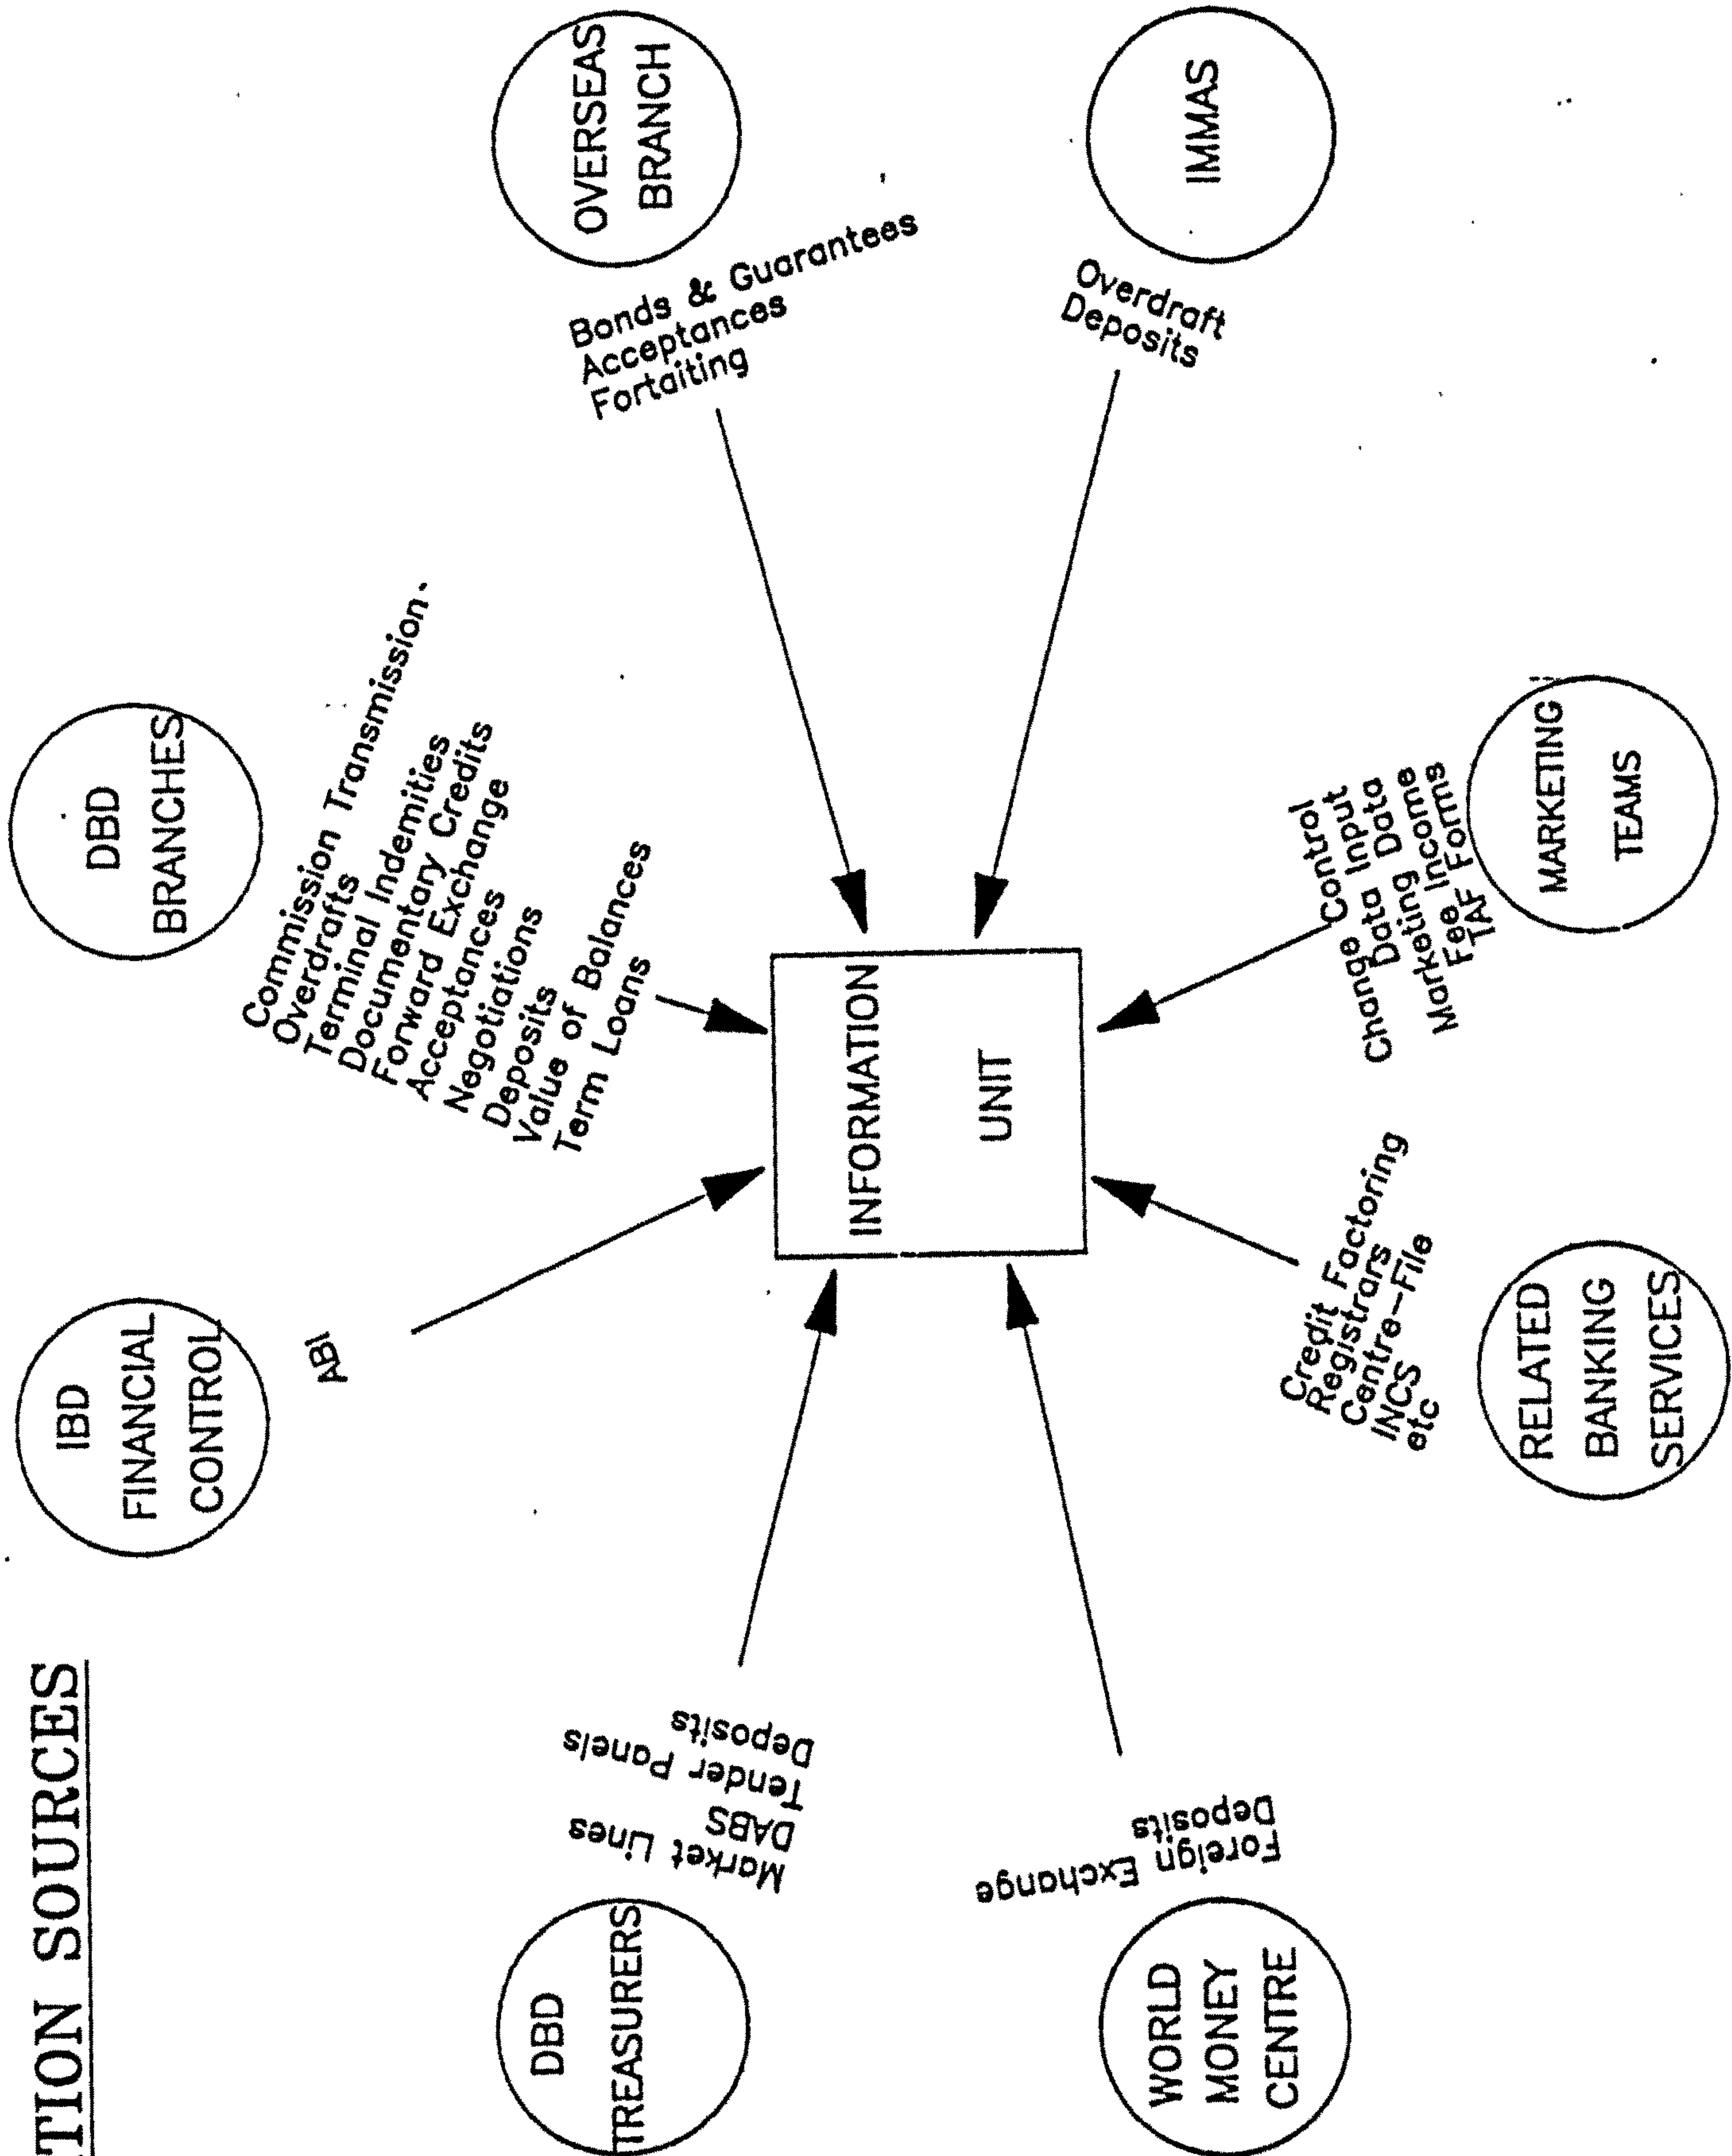 TION SOURCES
IBD
FINANCIAL
CONTROL
ABI
DBD
BRANCHES
Commission Transmission
Overdrafts
Terminal Indemities
Documentary Credits
Forward Exchange
Acceptances
Negotiations
Deposits
Value of Balances
Term Loans
DBD
TREASURERS
Market Lines
DABS
Tender Panels
Deposits
INFORMATION
UNIT
OVERSEAS
BRANCH
Bonds & Guarantees
Acceptances
Fortaiting
WORLD
MONEY
CENTRE
Foreign Exchange
Deposits
IMMAS
Overdraft
Deposits
Credit Factoring
Registrars
Centre-File
INCS
etc
RELATED
BANKING
SERVICES
Change Control
Data Input
Marketing Data
Fee Income
TAF Forms
MARKETING
TEAMS